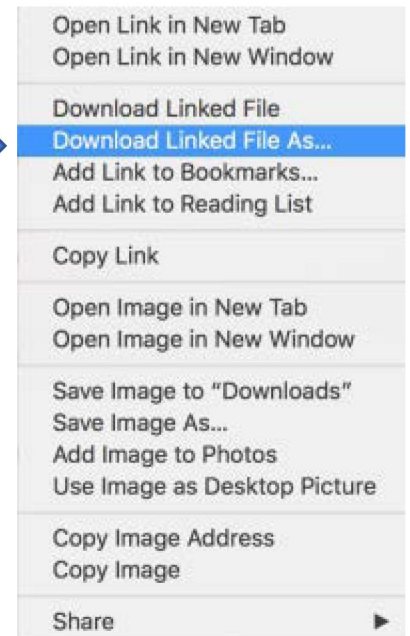 Open Link in New Tab
Open Link in New Window
Download Linked File
Download Linked File As...
Add Link to Bookmarks...
Add Link to Reading List
Copy Link
Open Image in New Tab
Open Image in New Window
Save Image to “Downloads”
Save Image As...
Add Image to Photos
Use Image as Desktop Picture
Copy Image Address
Copy Image
Share